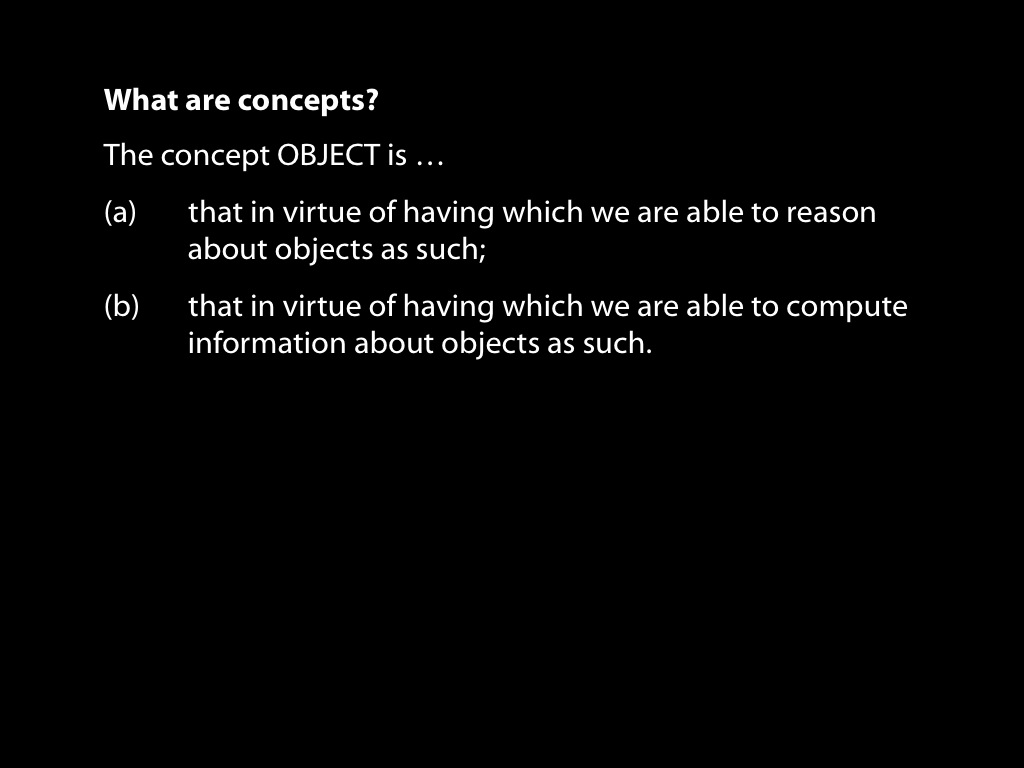 What are concepts?
The concept OBJECT is …
(a) that in virtue of having which we are able to reason
about objects as such;
(b) that in virtue of having which we are able to compute
information about objects as such.